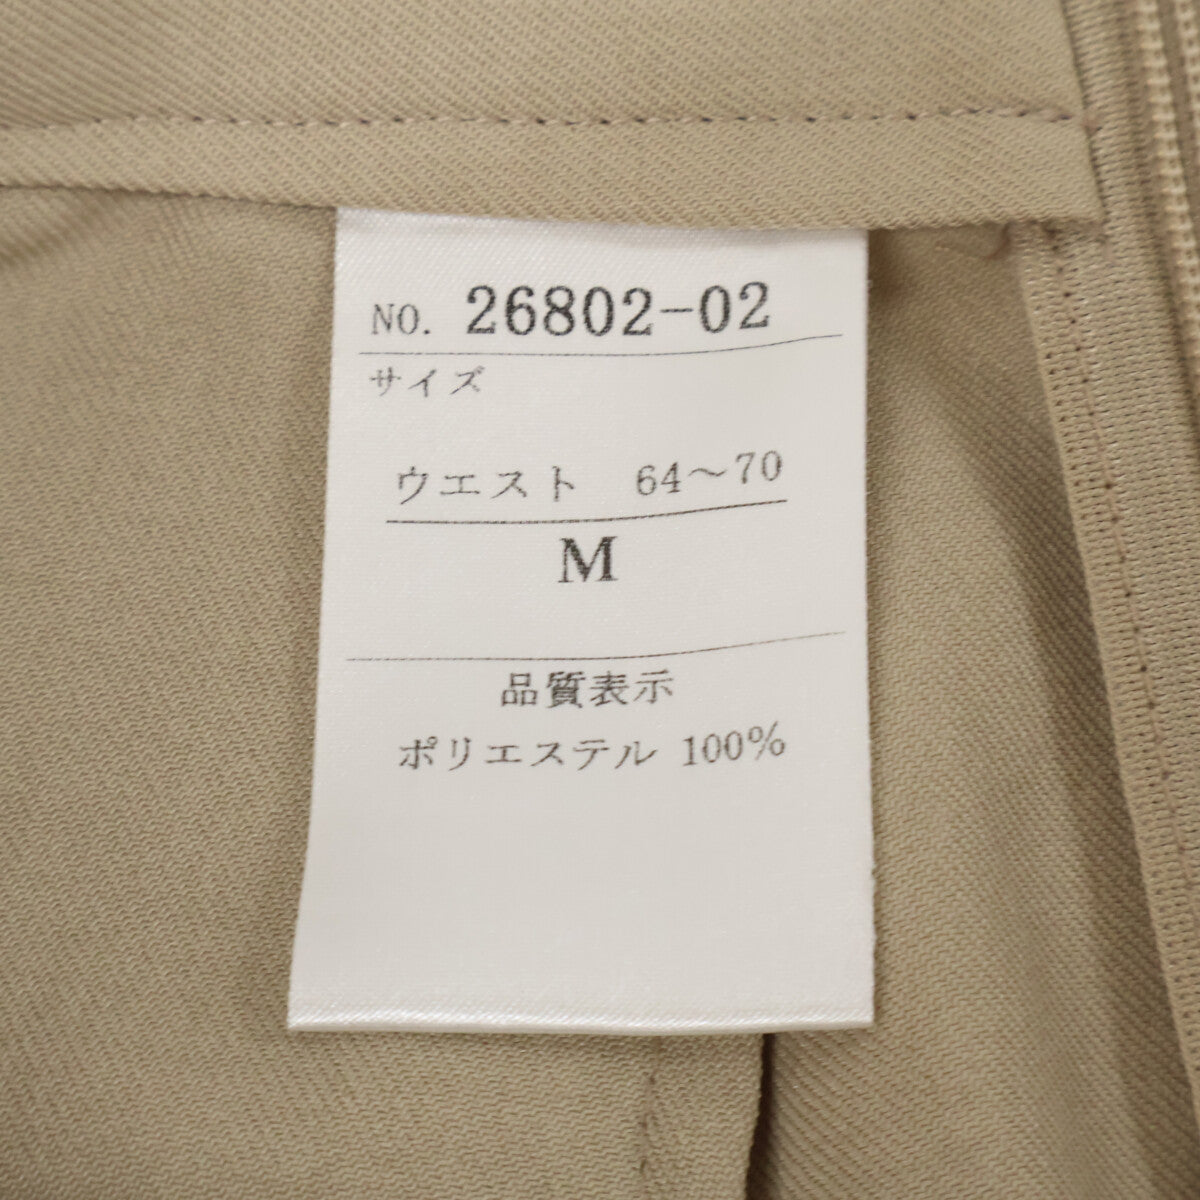 NO. 26802-02
サイズ
ウエスト 64〜70
M
品質表示
ポリエステル 100%